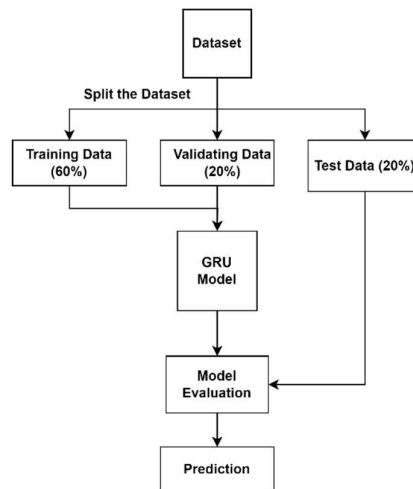 Dataset
Split the Dataset
Training Data
(60%)
Validating Data
(20%)
Test Data (20%)
GRU
Model
Model
Evaluation
Prediction